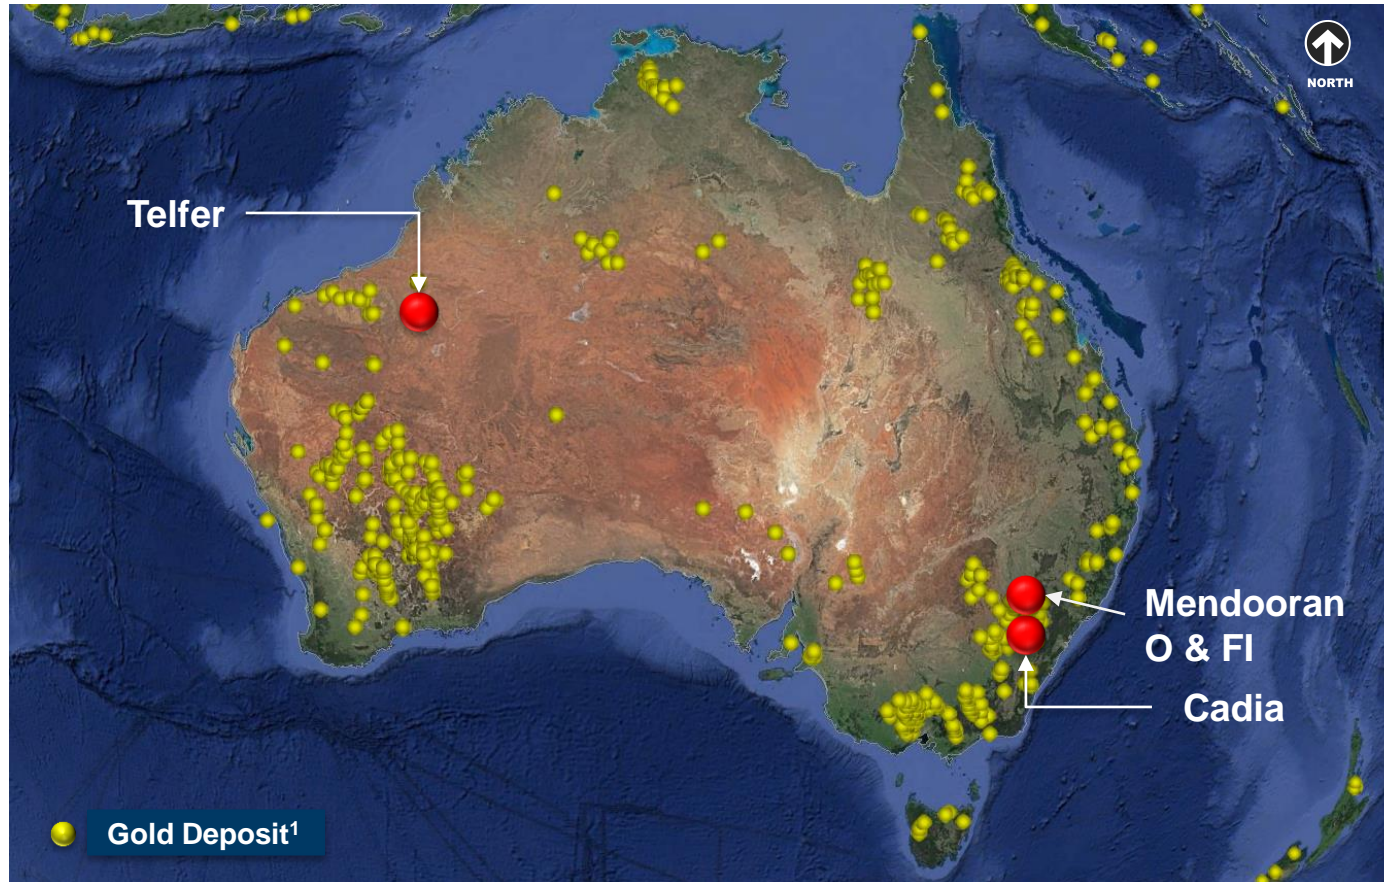 NORTH
Telfer
Mendooran
O & FI
Cadia
Gold Deposit¹